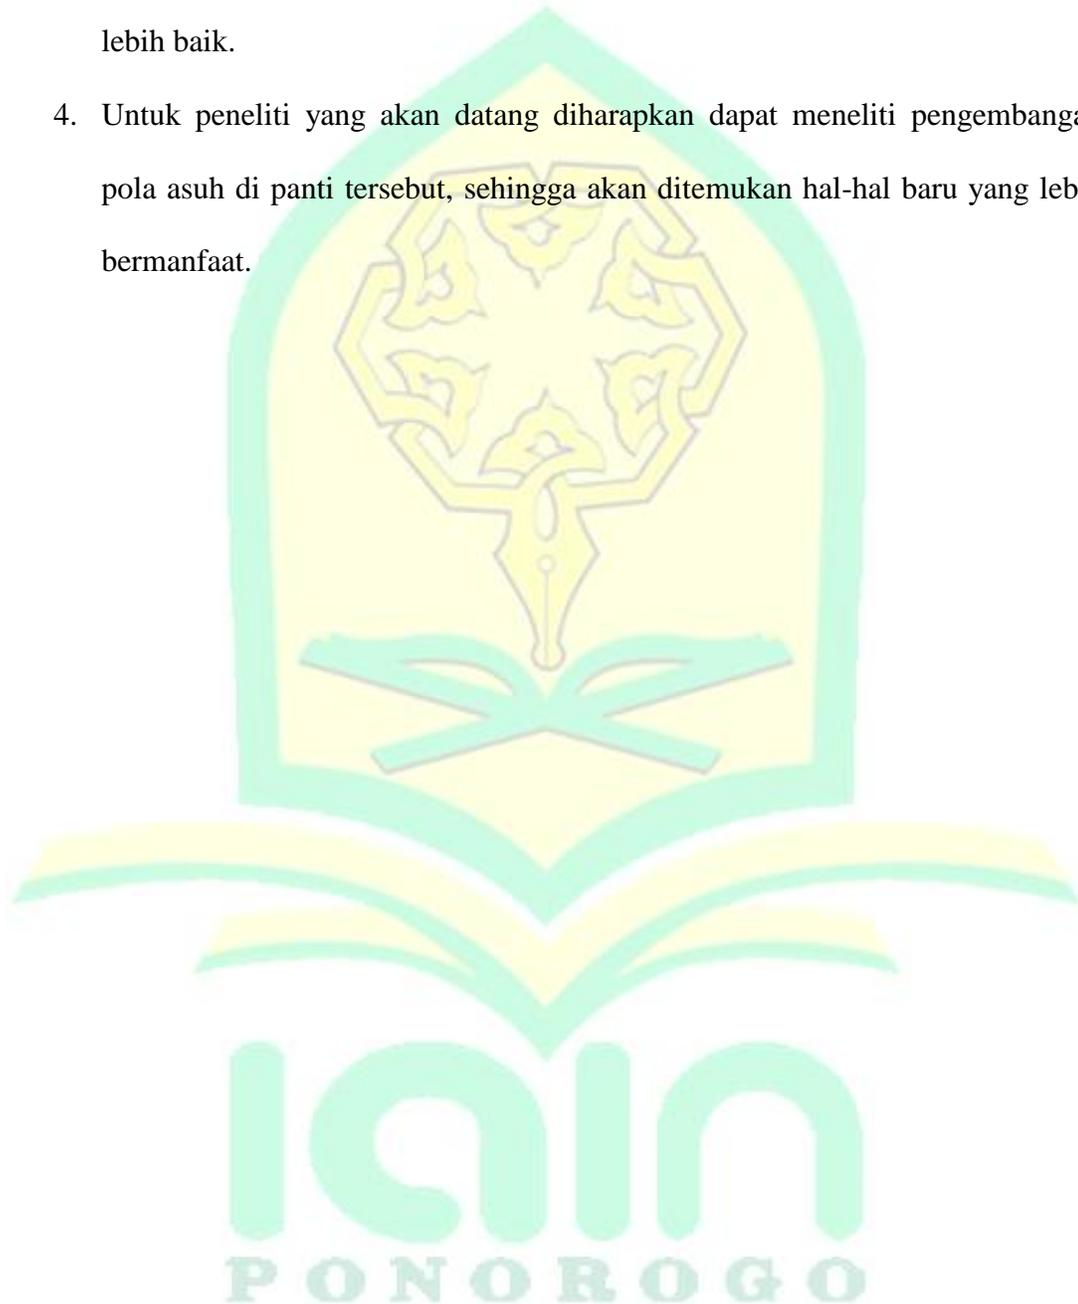 lebih baik.
4. Untuk peneliti yang akan datang diharapkan dapat meneliti pengembanga
pola asuh di panti tersebut, sehingga akan ditemukan hal-hal baru yang leb
bermanfaat.
iain
PONOROGO